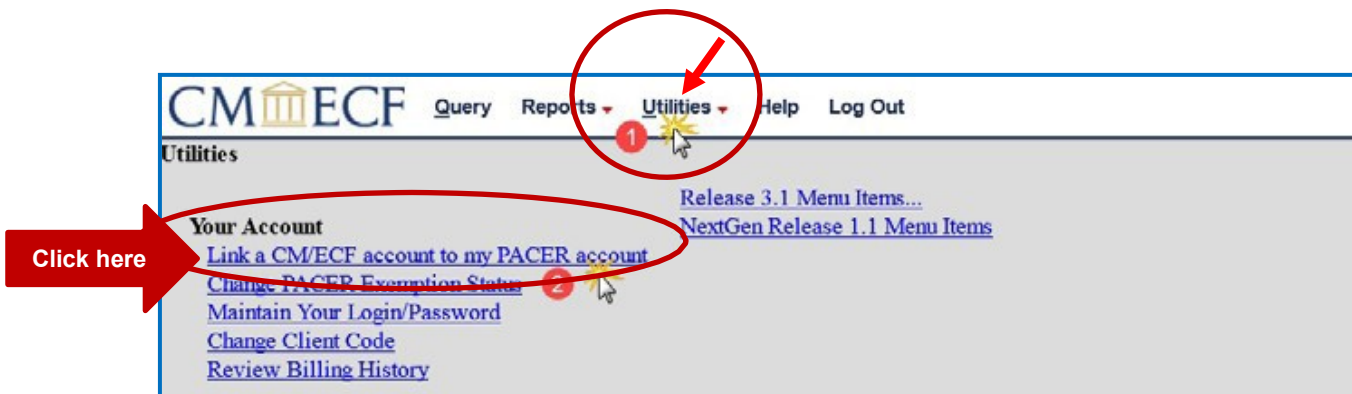 CM ECF Query Reports Utilities Help Log Out
1
Utilities
Release 3.1 Menu Items...
Your Account
NextGen Release 1.1 Menu Items
Click here
Link a CM/ECF account to my PACER account
Change PACER Exemption Status
2
Maintain Your Login/Password
Change Client Code
Review Billing History